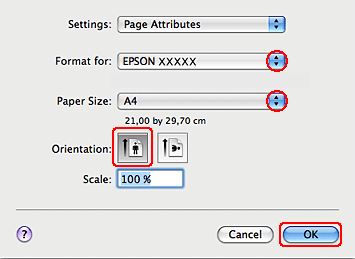 Settings: Page Attributes
Format for: EPSON XXXXX
Paper Size: A4
21,00 by 29,70 cm
Orientation:
Scale: 100 %
? Cancel OK